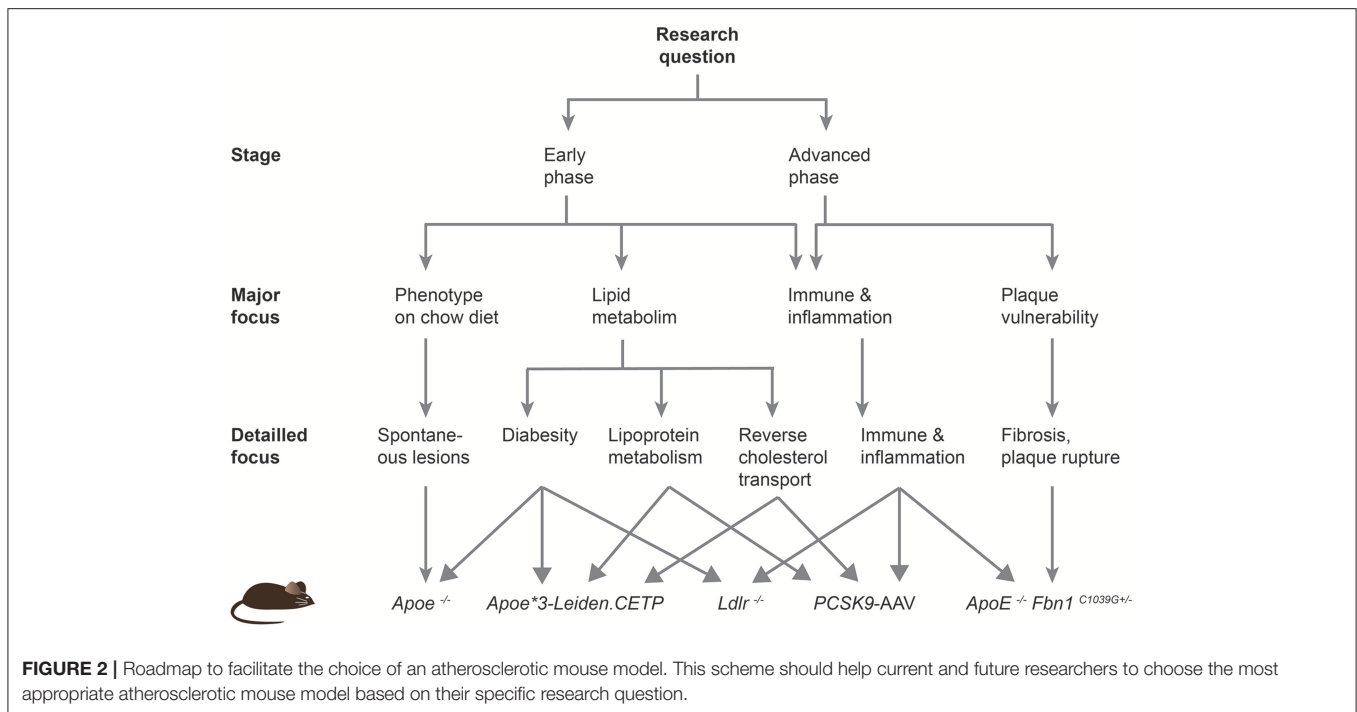 Research
question
Stage
Early
phase
Advanced
phase
Major
focus
Phenotype
on chow diet
Lipid
metabolim
Immune &
inflammation
Plaque
vulnerability
Detailled
focus
Spontane-
ous lesions
Diabesity
Lipoprotein
metabolism
Reverse
cholesterol
transport
Immune &
inflammation
Fibrosis,
plaque rupture
Apoe -/-
Apoe*3-Leiden.CETP
Ldlr -/-
PCSK9-AAV
ApoE -/- Fbn1 C1039G+/-
FIGURE 2 | Roadmap to facilitate the choice of an atherosclerotic mouse model. This scheme should help current and future researchers to choose the most
appropriate atherosclerotic mouse model based on their specific research question.